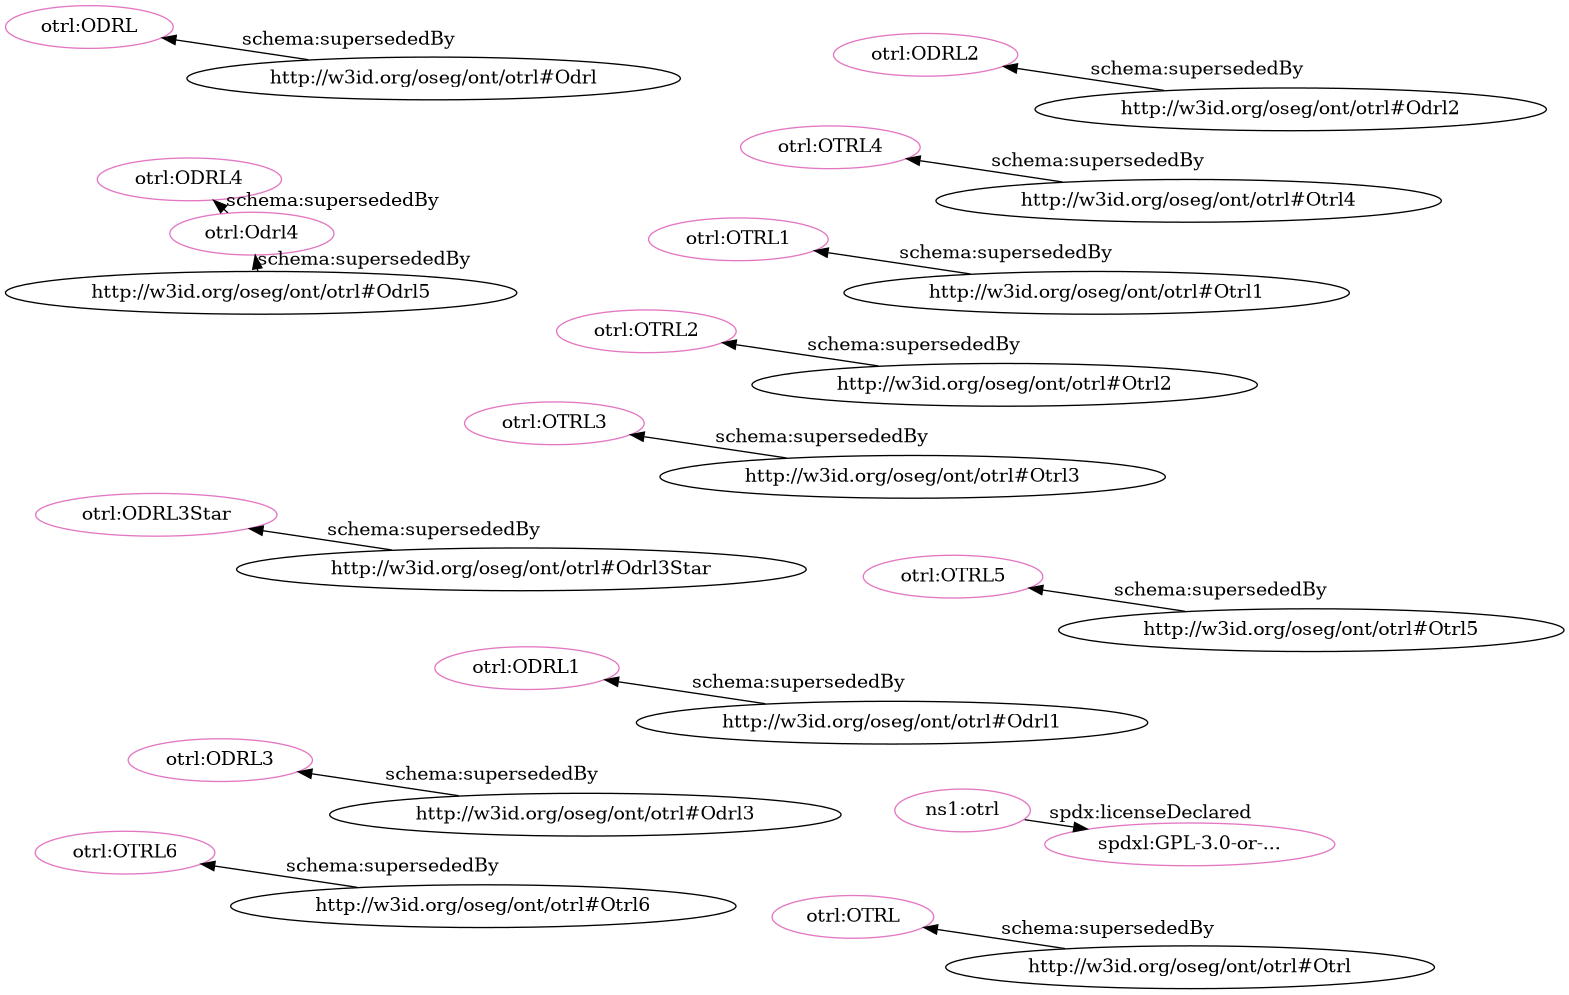 otrl:ODRL
schema:supersededBy
http://w3id.org/oseg/ont/otrl#Odrl
otrl:ODRL2
schema:supersededBy
http://w3id.org/oseg/ont/otrl#Odrl2
otrl:OTRL4
schema:supersededBy
http://w3id.org/oseg/ont/otrl#Otrl4
otrl:ODRL4
schema:supersededBy
otrl:Odrl4
schema:supersededBy
http://w3id.org/oseg/ont/otrl#Odrl5
otrl:OTRL1
schema:supersededBy
http://w3id.org/oseg/ont/otrl#Otrl1
otrl:OTRL2
schema:supersededBy
http://w3id.org/oseg/ont/otrl#Otrl2
otrl:OTRL3
schema:supersededBy
http://w3id.org/oseg/ont/otrl#Otrl3
otrl:ODRL3Star
schema:supersededBy
http://w3id.org/oseg/ont/otrl#Odrl3Star
otrl:OTRL5
schema:supersededBy
http://w3id.org/oseg/ont/otrl#Otrl5
otrl:ODRL1
schema:supersededBy
http://w3id.org/oseg/ont/otrl#Odrl1
otrl:ODRL3
schema:supersededBy
http://w3id.org/oseg/ont/otrl#Odrl3
ns1:otrl
spdx:licenseDeclared
spdxl:GPL-3.0-or-...
otrl:OTRL6
schema:supersededBy
http://w3id.org/oseg/ont/otrl#Otrl6
otrl:OTRL
schema:supersededBy
http://w3id.org/oseg/ont/otrl#Otrl